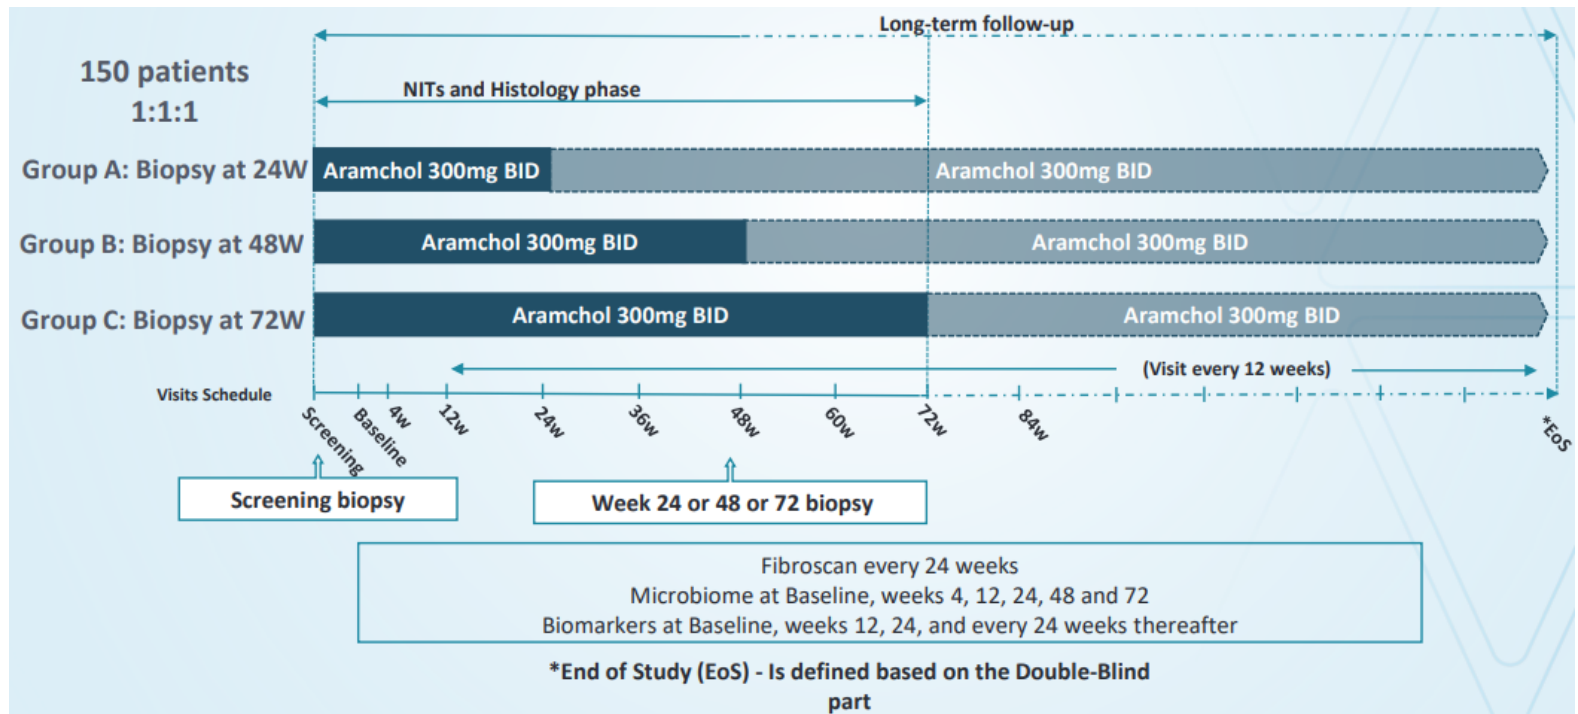 Long-term follow-up
150 patients
1:1:1
NITs and Histology phase
Group A: Biopsy at 24W
Aramchol 300mg BID
Aramchol 300mg BID
Group B: Biopsy at 48W
Aramchol 300mg BID
Aramchol 300mg BID
Group C: Biopsy at 72W
Aramchol 300mg BID
Aramchol 300mg BID
(Visit every 12 weeks)
Visits Schedule
Screening
Baseline
4w
12w
24w
36w
48w
60w
72w
84w
*EoS
Screening biopsy
Week 24 or 48 or 72 biopsy
Fibroscan every 24 weeks
Microbiome at Baseline, weeks 4, 12, 24, 48 and 72
Biomarkers at Baseline, weeks 12, 24, and every 24 weeks thereafter
*End of Study (EoS) - Is defined based on the Double-Blind
part